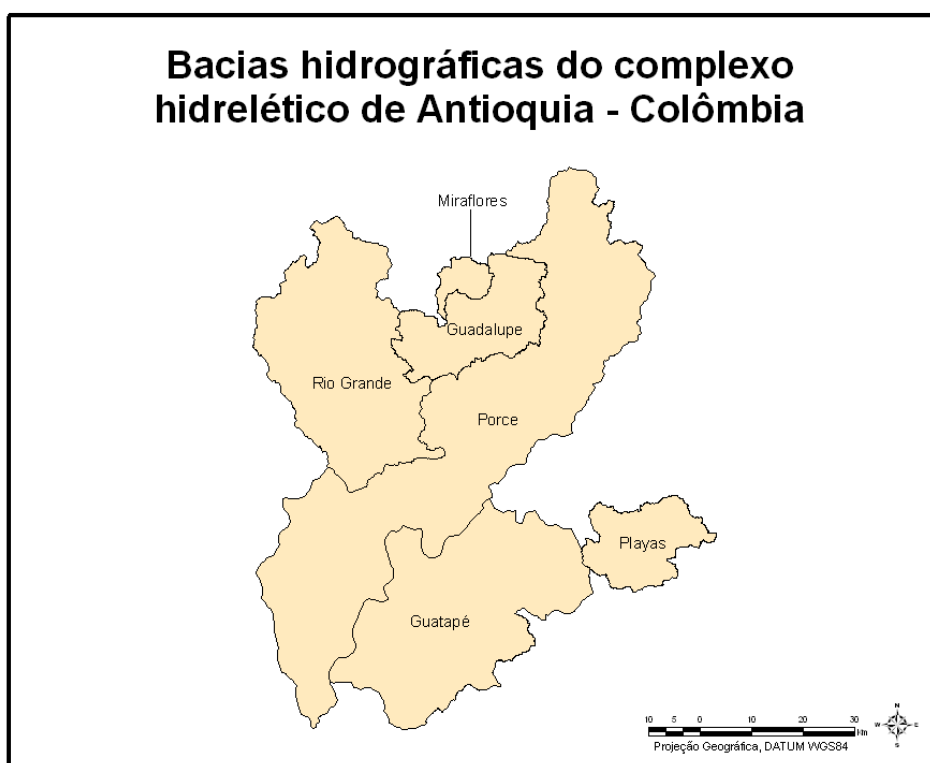 Bacias hidrográficas do complexo
hidrelético de Antioquia - Colômbia
Miraflores
Guadalupe
Rio Grande
Porce
Playas
Guatapé
10 5 0 10 20 30
Km
N
W E
S
Projeção Geográfica, DATUM WGS84